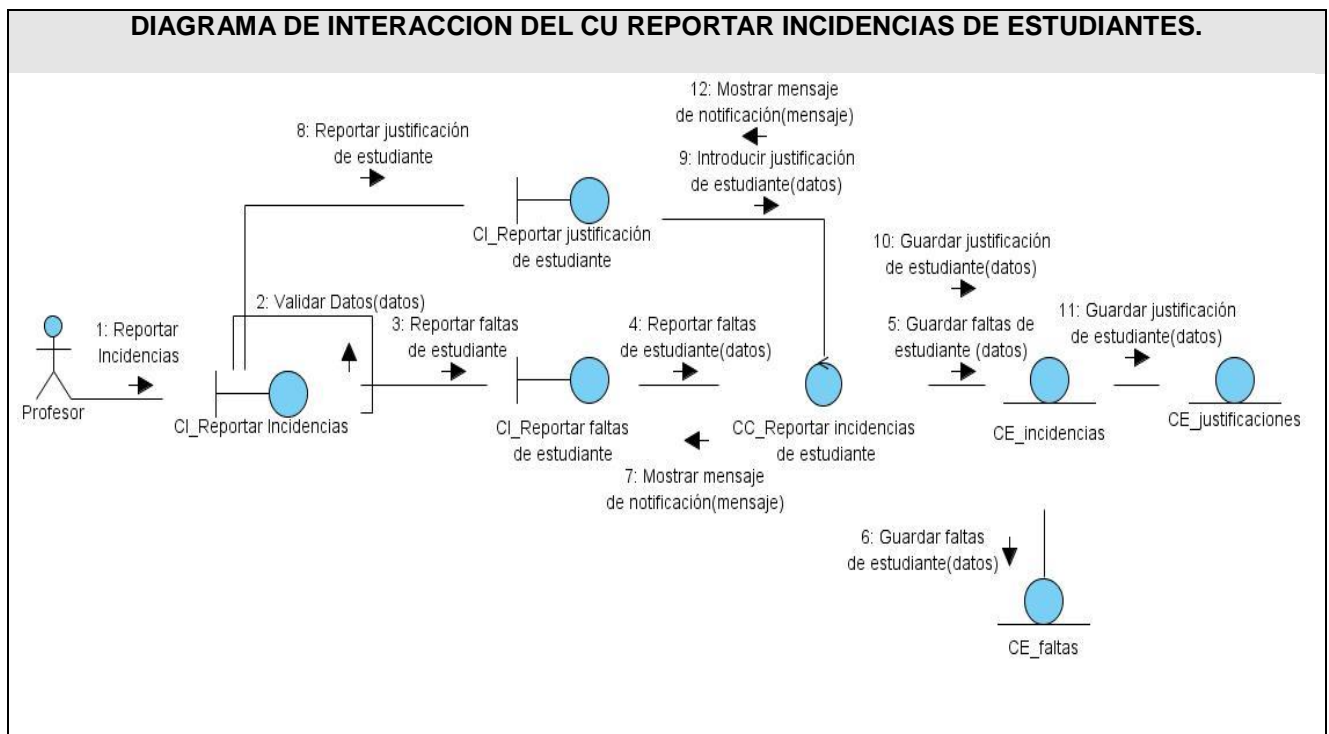 DIAGRAMA DE INTERACCION DEL CU REPORTAR INCIDENCIAS DE ESTUDIANTES.
12: Mostrar mensaje
de notificación(mensaje)
8: Reportar justificación
de estudiante
9: Introducir justificación
de estudiante(datos)
CI_Reportar justificación
de estudiante
10: Guardar justificación
de estudiante(datos)
2: Validar Datos(datos)
1: Reportar
Incidencias
3: Reportar faltas
de estudiante
4: Reportar faltas
de estudiante(datos)
5: Guardar faltas de
estudiante (datos)
11: Guardar justificación
de estudiante(datos)
Profesor
CI_Reportar Incidencias
CI_Reportar faltas
de estudiante
CC_Reportar incidencias
de estudiante
CE_incidencias
CE_justificaciones
7: Mostrar mensaje
de notificación(mensaje)
6: Guardar faltas
de estudiante(datos)
CE_faltas